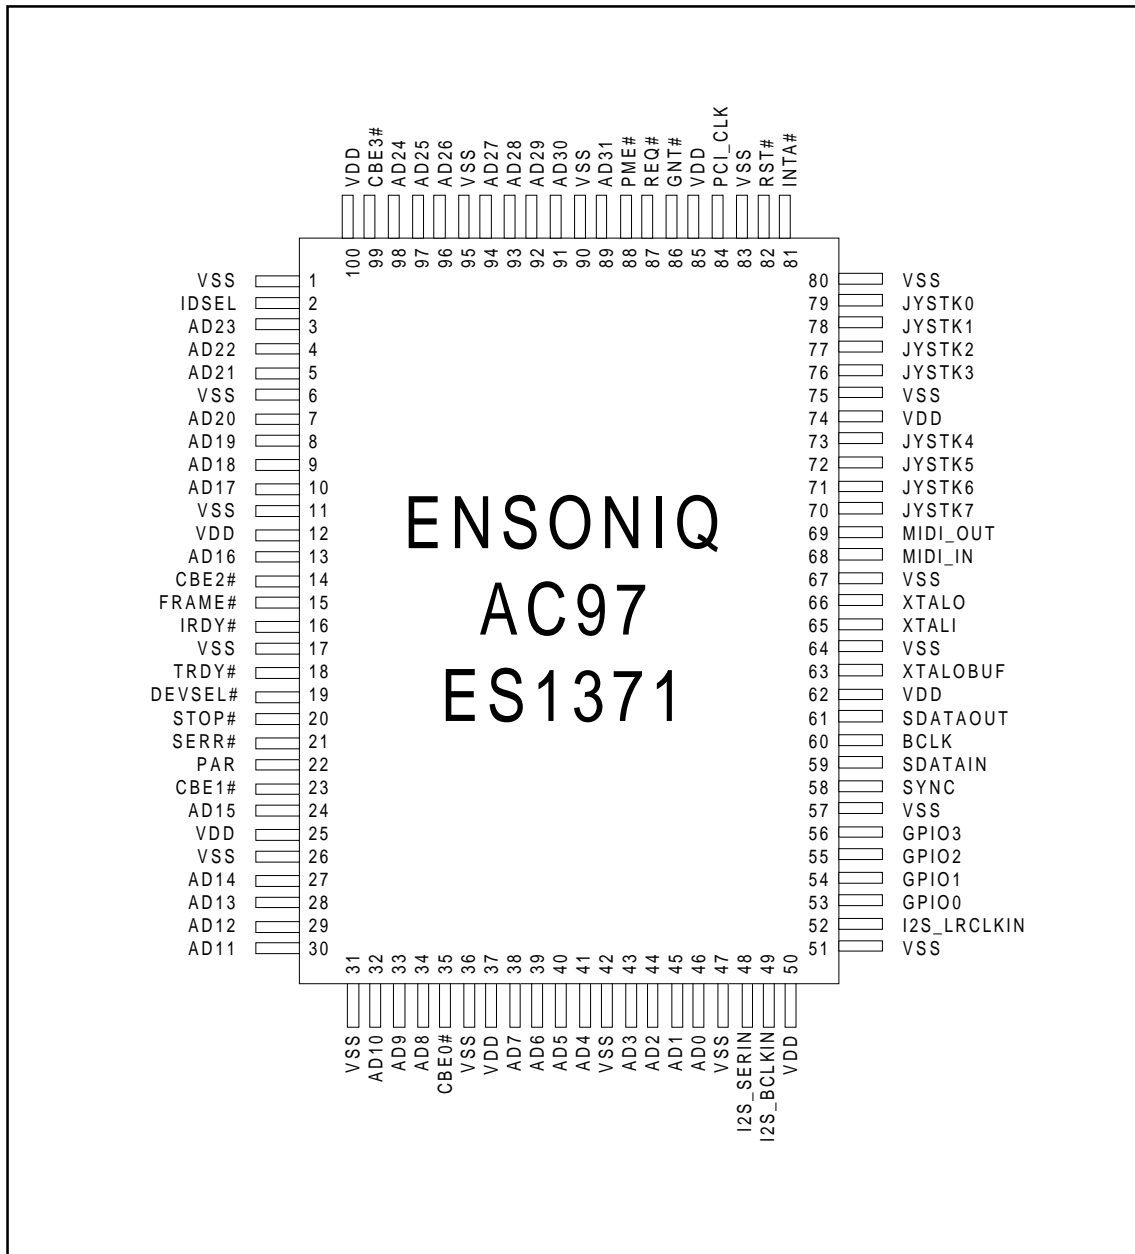 VDD
CBE3#
AD24
AD25
AD26
VSS
AD27
AD28
AD29
AD30
VSS
AD31
PME#
REQ#
GNT#
VDD
PCI_CLK
VSS
RST#
INTA#
100
99
98
97
96
95
94
93
92
91
90
89
88
87
86
85
84
83
82
81
VSS 1
IDSEL 2
AD23 3
AD22 4
AD21 5
VSS 6
AD20 7
AD19 8
AD18 9
AD17 10
VSS 11
VDD 12
AD16 13
CBE2# 14
FRAME# 15
IRDY# 16
VSS 17
TRDY# 18
DEVSEL# 19
STOP# 20
SERR# 21
PAR 22
CBE1# 23
AD15 24
VDD 25
VSS 26
AD14 27
AD13 28
AD12 29
AD11 30
ENSONIQ
AC97
ES1371
80 VSS
79 JYSTK0
78 JYSTK1
77 JYSTK2
76 JYSTK3
75 VSS
74 VDD
73 JYSTK4
72 JYSTK5
71 JYSTK6
70 JYSTK7
69 MIDI_OUT
68 MIDI_IN
67 VSS
66 XTALO
65 XTALI
64 VSS
63 XTALOBUF
62 VDD
61 SDATAOUT
60 BCLK
59 SDATAIN
58 SYNC
57 VSS
56 GPIO3
55 GPIO2
54 GPIO1
53 GPIO0
52 I2S_LRCLKIN
51 VSS
31
32
33
34
35
36
37
38
39
40
41
42
43
44
45
46
47
48
49
50
VSS
AD10
AD9
AD8
CBE0#
VSS
VDD
AD7
AD6
AD5
AD4
VSS
AD3
AD2
AD1
AD0
VSS
I2S_SERIN
I2S_BCLKIN
VDD